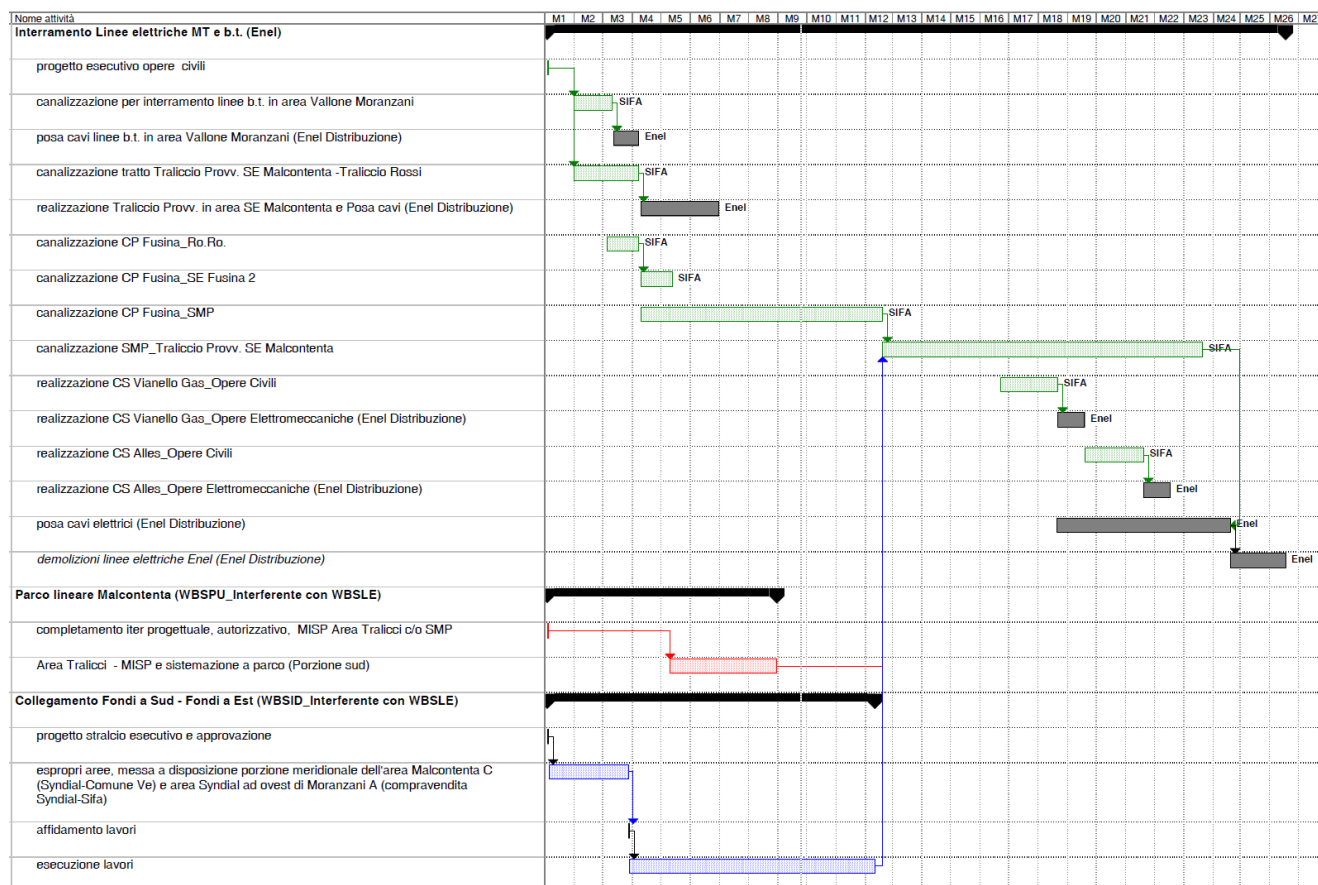 Nome attività M1 M2 M3 M4 M5 M6 M7 M8 M9 M10 M11 M12 M13 M14 M15 M16 M17 M18 M19 M20 M21 M22 M23 M24 M25 M26 M27
Interramento Linee elettriche MT e b.t. (Enel)
progetto esecutivo opere civili
canalizzazione per interramento linee b.t. in area Vallone Moranzani SIFA
posa cavi linee b.t. in area Vallone Moranzani (Enel Distribuzione) Enel
canalizzazione tratto Traliccio Provv. SE Malcontenta -Traliccio Rossi SIFA
realizzazione Traliccio Provv. in area SE Malcontenta e Posa cavi (Enel Distribuzione) Enel
canalizzazione CP Fusina_Ro.Ro. SIFA
canalizzazione CP Fusina_SE Fusina 2 SIFA
canalizzazione CP Fusina_SMP SIFA
canalizzazione SMP_Traliccio Provv. SE Malcontenta SIFA
realizzazione CS Vianello Gas_Opere Civili SIFA
realizzazione CS Vianello Gas_Opere Elettromeccaniche (Enel Distribuzione) Enel
realizzazione CS Alles_Opere Civili SIFA
realizzazione CS Alles_Opere Elettromeccaniche (Enel Distribuzione) Enel
posa cavi elettrici (Enel Distribuzione) Enel
demolizioni linee elettriche Enel (Enel Distribuzione) Enel
Parco lineare Malcontenta (WBSPU_Interferente con WBSLE)
completamento iter progettuale, autorizzativo, MISP Area Tralicci c/o SMP
Area Tralicci - MISP e sistemazione a parco (Porzione sud)
Collegamento Fondi a Sud - Fondi a Est (WBSID_Interferente con WBSLE)
progetto stralcio esecutivo e approvazione
espropri aree, messa a disposizione porzione meridionale dell'area Malcontenta C
(Syndial-Comune Ve) e area Syndial ad ovest di Moranzani A (compravendita
Syndial-Sifa)
affidamento lavori
esecuzione lavori